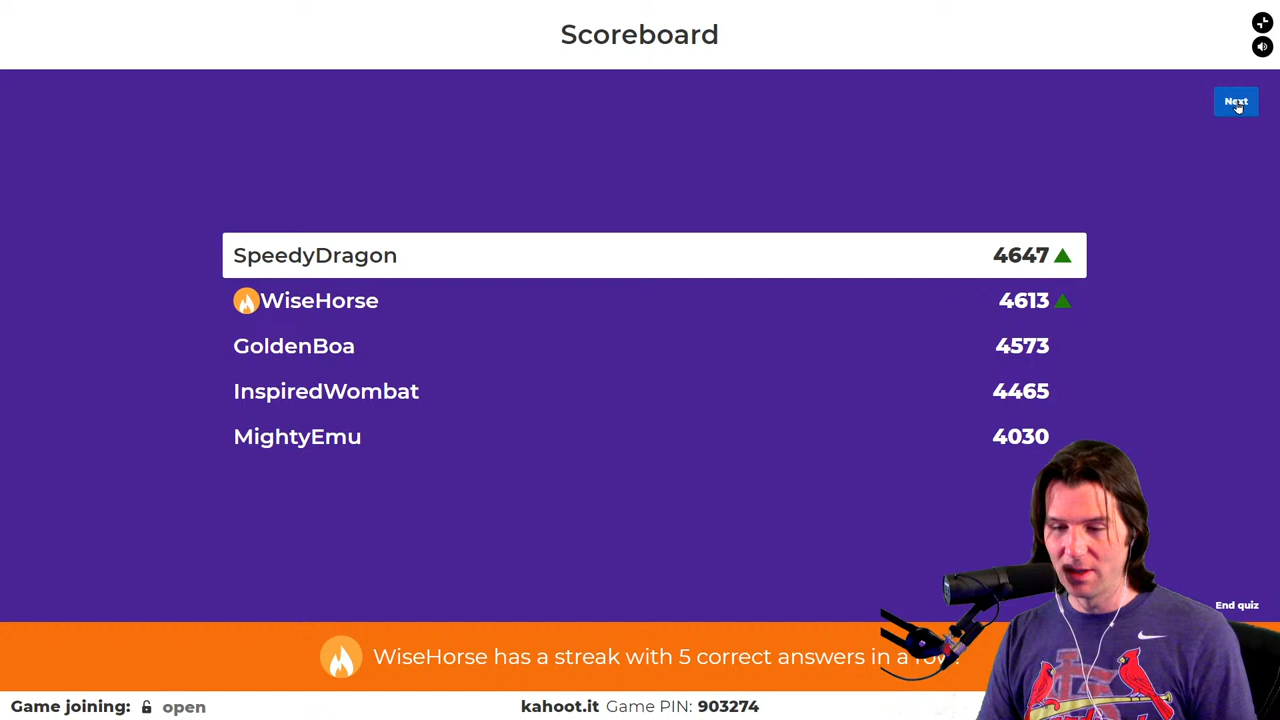 Scoreboard
Next
SpeedyDragon 4647
WiseHorse 4613
GoldenBoa 4573
InspiredWombat 4465
MightyEmu 4030
End quiz
WiseHorse has a streak with 5 correct answers in a row!
Game joining: open
kahoot.it Game PIN: 903274